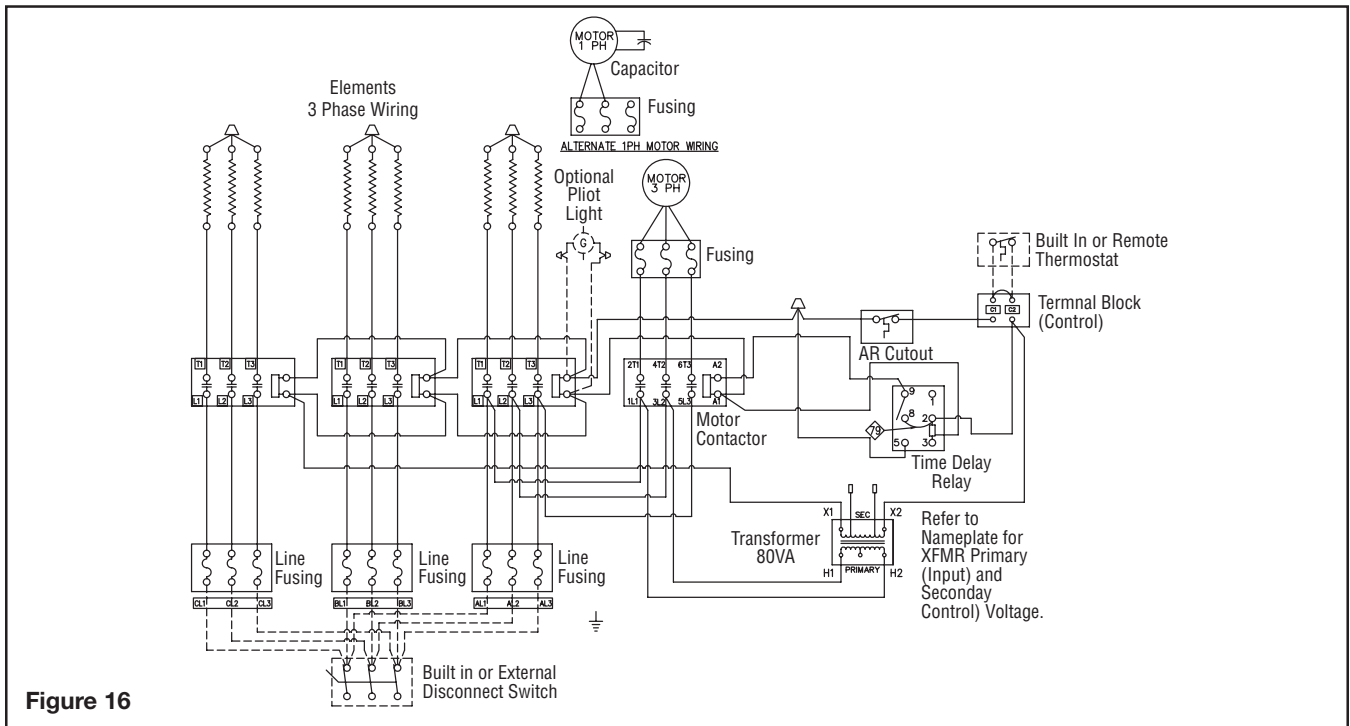 MOTOR
1 PH
Capacitor
Fusing
ALTERNATE 1PH MOTOR WIRING
Elements
3 Phase Wiring
Optional
Pliot
Light
G
MOTOR
3 PH
Fusing
Built In or Remote
Thermostat
C1 C2
Termnal Block
(Control)
AR Cutout
T1 T2 T3
T1 T2 T3
T1 T2 T3
2T1 4T2 6T3 A2
L1 L2 L3
L1 L2 L3
L1 L2 L3
1L1 3L2 5L3 A1
Motor
Contactor
9 1
8 2
79
5 3
Time Delay
Relay
X1 SEC X2
Transformer
80VA
H1 PRIMARY H2
Refer to
Nameplate for
XFMR Primary
(Input) and
Seconday
Control) Voltage.
Line
Fusing
Line
Fusing
Line
Fusing
CL1 CL2 CL3
BL1 BL2 BL3
AL1 AL2 AL3
Built in or External
Disconnect Switch
Figure 16